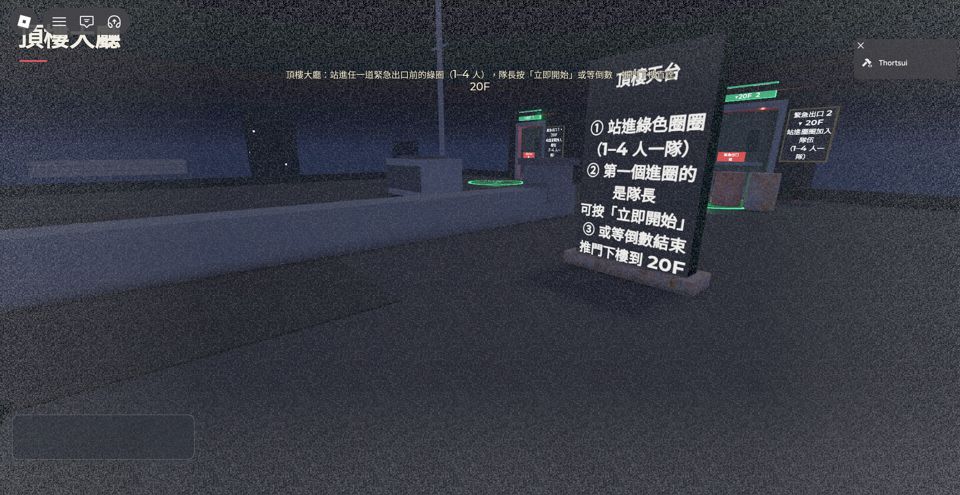 頂樓大廳
頂樓大廳：站進任一道緊急出口前的綠圈（1–4 人），隊長按「立即開始」或等倒數
20F
Thortsui
頂樓天台
① 站進綠色圈圈
（1–4 人一隊）
② 第一個進圈的
是隊長
可按「立即開始」
③ 或等倒數結束
推門下樓到 20F
▼20F 2
緊急出口 2
▼ 20F
站進圈圈加入
隊伍
（1–4 人一
隊）